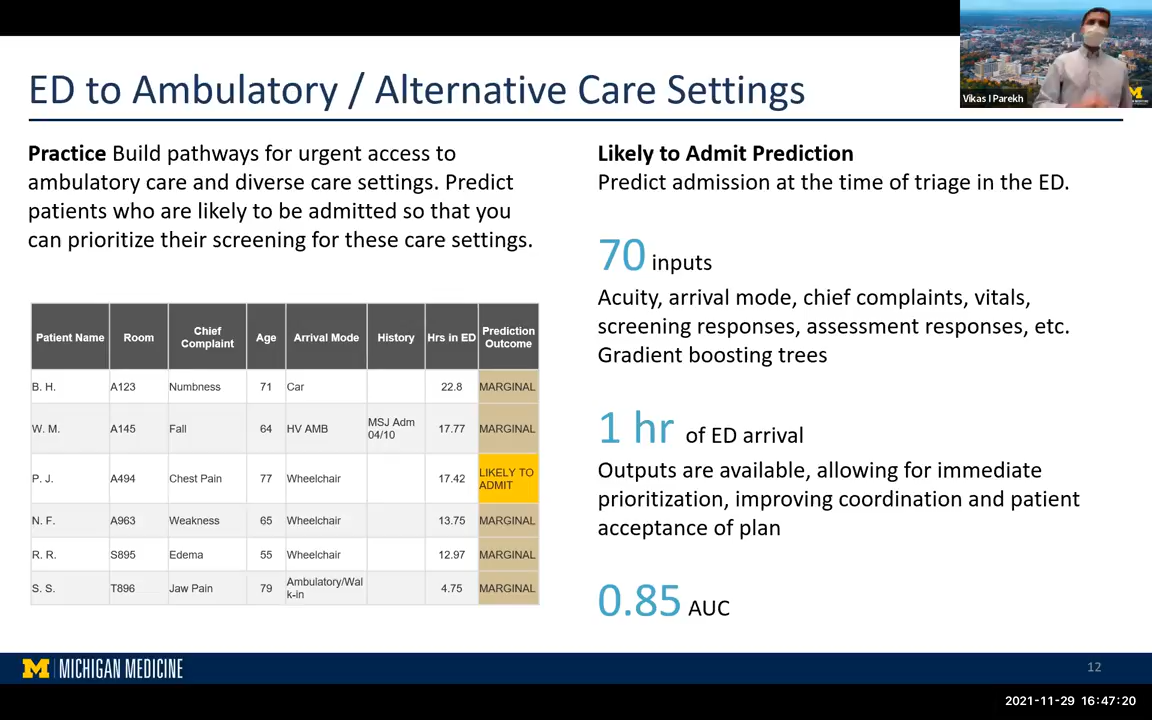 ED to Ambulatory / Alternative Care Settings
Vikas I Parekh
Practice Build pathways for urgent access to
ambulatory care and diverse care settings. Predict
patients who are likely to be admitted so that you
can prioritize their screening for these care settings.
Patient Name Room Chief Complaint Age Arrival Mode History Hrs in ED Prediction Outcome
B. H. A123 Numbness 71 Car 22.8 MARGINAL
W. M. A145 Fall 64 HV AMB MSJ Adm 04/10 17.77 MARGINAL
P. J. A494 Chest Pain 77 Wheelchair 17.42 LIKELY TO ADMIT
N. F. A963 Weakness 65 Wheelchair 13.75 MARGINAL
R. R. S895 Edema 55 Wheelchair 12.97 MARGINAL
S. S. T896 Jaw Pain 79 Ambulatory/Walk-in 4.75 MARGINAL
Likely to Admit Prediction
Predict admission at the time of triage in the ED.
70 inputs
Acuity, arrival mode, chief complaints, vitals,
screening responses, assessment responses, etc.
Gradient boosting trees
1 hr of ED arrival
Outputs are available, allowing for immediate
prioritization, improving coordination and patient
acceptance of plan
0.85 AUC
M MICHIGAN MEDICINE
12
2021-11-29 16:47:20